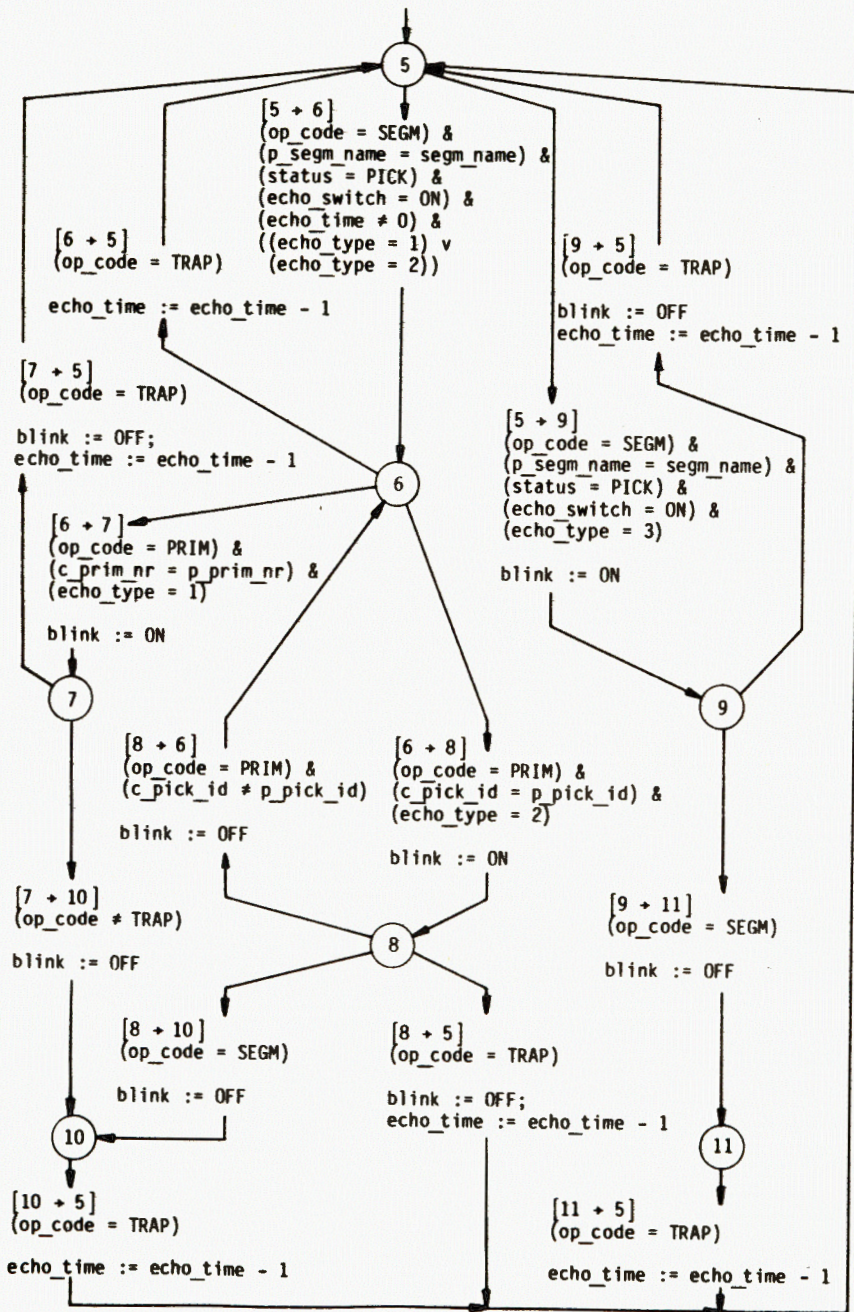 5
[5 → 6]
(op_code = SEGM) &
(p_segm_name = segm_name) &
(status = PICK) &
(echo_switch = ON) &
(echo_time ≠ 0) &
((echo_type = 1) v
(echo_type = 2))
[6 → 5]
(op_code = TRAP)
echo_time := echo_time - 1
[9 → 5]
(op_code = TRAP)
blink := OFF
echo_time := echo_time - 1
[7 → 5]
(op_code = TRAP)
blink := OFF;
echo_time := echo_time - 1
[5 → 9]
(op_code = SEGM) &
(p_segm_name = segm_name) &
(status = PICK) &
(echo_switch = ON) &
(echo_type = 3)
blink := ON
6
[6 → 7]
(op_code = PRIM) &
(c_prim_nr = p_prim_nr) &
(echo_type = 1)
blink := ON
7
9
[8 → 6]
(op_code = PRIM) &
(c_pick_id ≠ p_pick_id)
blink := OFF
[6 → 8]
(op_code = PRIM) &
(c_pick_id = p_pick_id) &
(echo_type = 2)
blink := ON
[7 → 10]
(op_code ≠ TRAP)
blink := OFF
8
[9 → 11]
(op_code = SEGM)
blink := OFF
[8 → 10]
(op_code = SEGM)
blink := OFF
[8 → 5]
(op_code = TRAP)
blink := OFF;
echo_time := echo_time - 1
10
11
[10 → 5]
(op_code = TRAP)
echo_time := echo_time - 1
[11 → 5]
(op_code = TRAP)
echo_time := echo_time - 1